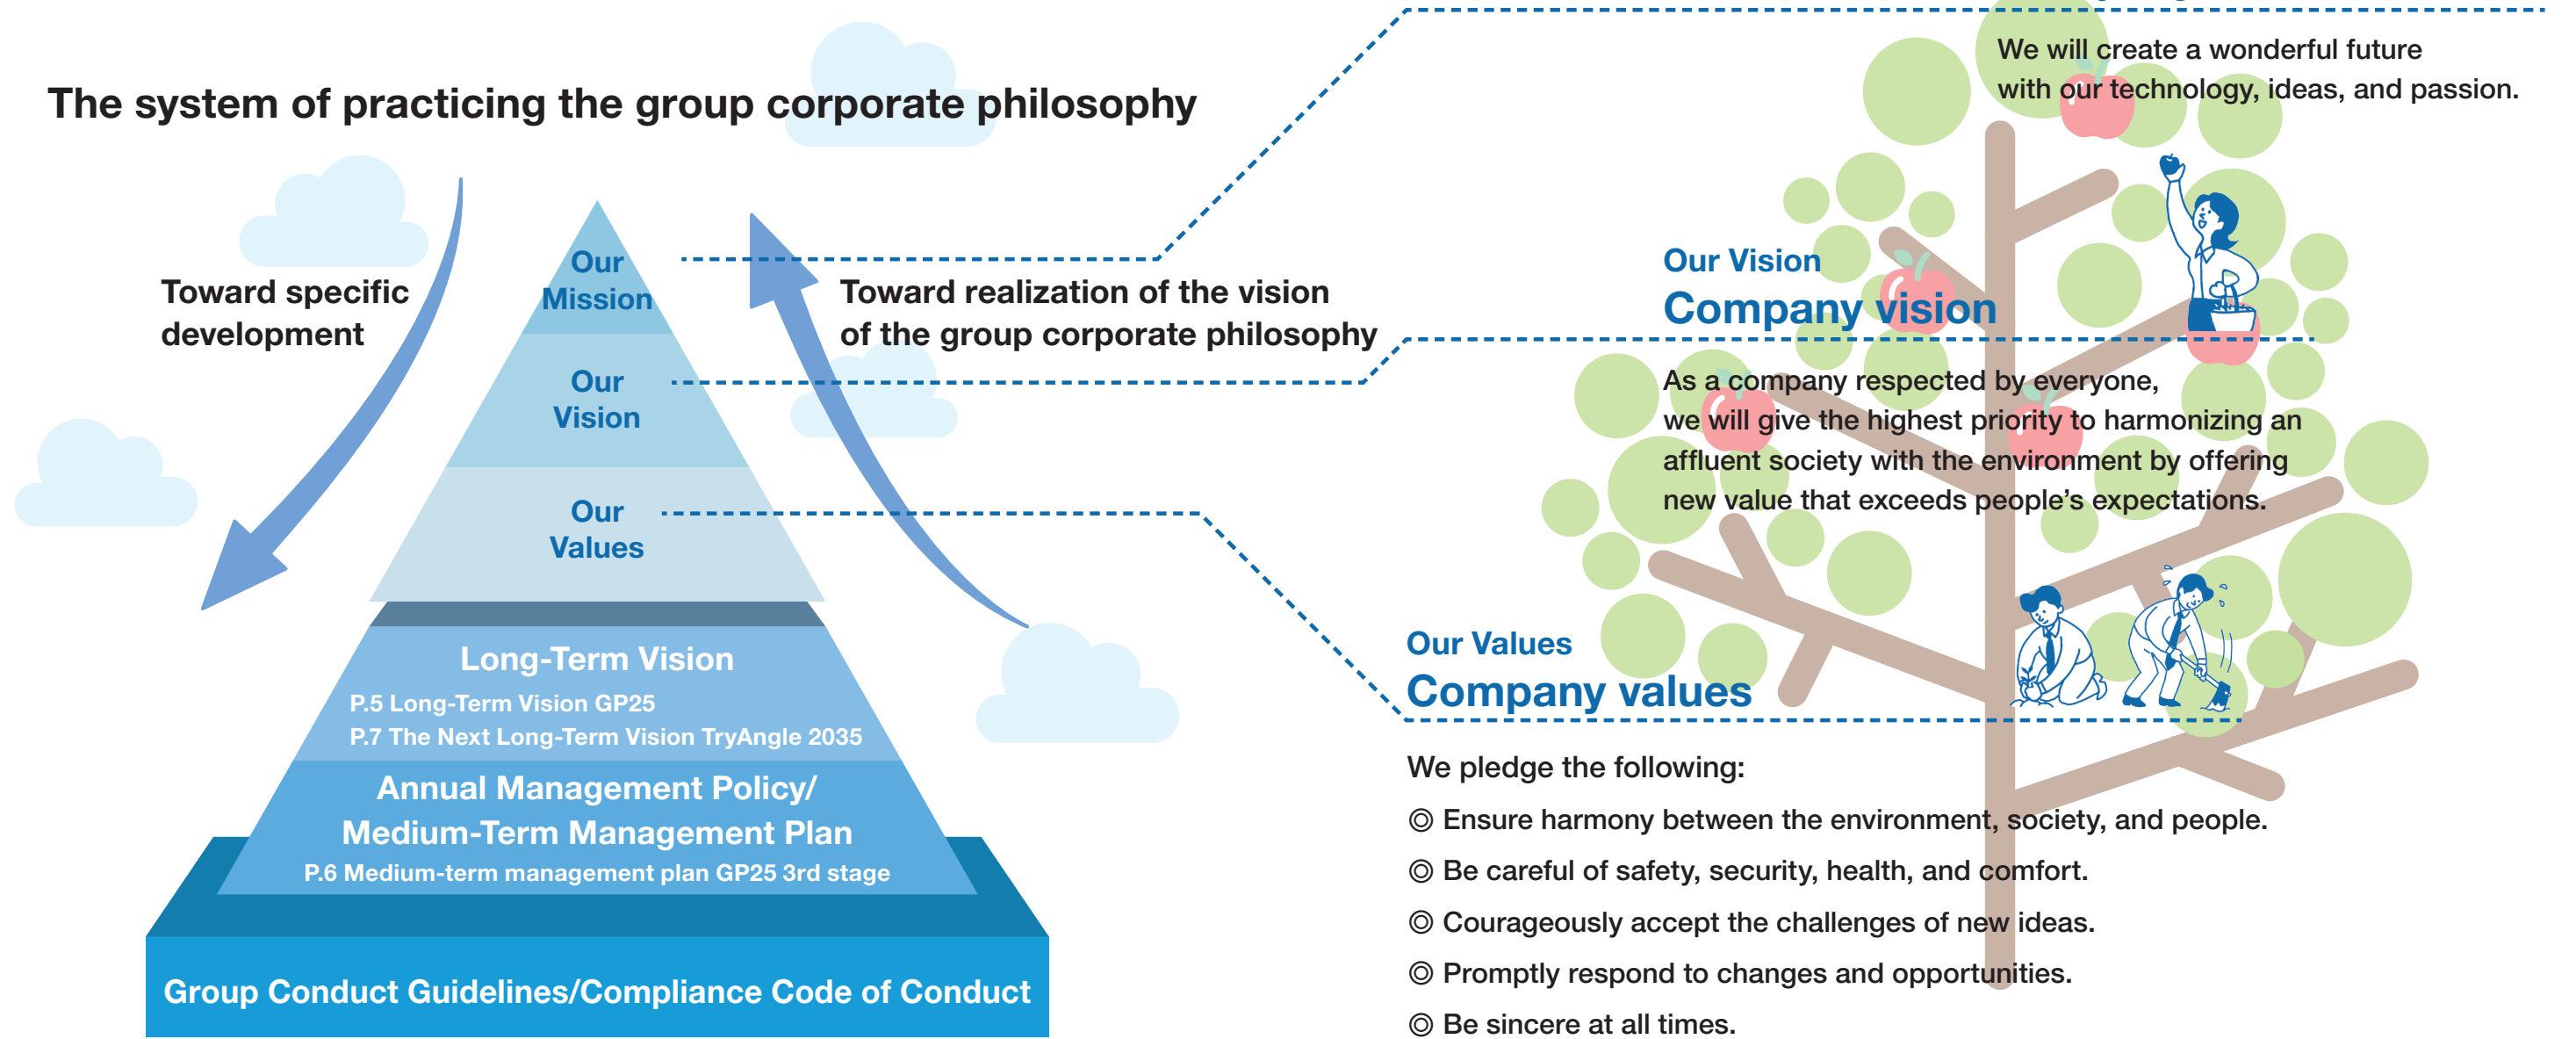 The system of practicing the group corporate philosophy
Toward specific
development
Our
Mission
Our
Vision
Our
Values
Toward realization of the vision
of the group corporate philosophy
Long-Term Vision
P.5 Long-Term Vision GP25
P.7 The Next Long-Term Vision TryAngle 2035
Annual Management Policy/
Medium-Term Management Plan
P.6 Medium-term management plan GP25 3rd stage
Group Conduct Guidelines/Compliance Code of Conduct
We will create a wonderful future
with our technology, ideas, and passion.
Our Vision
Company vision
As a company respected by everyone,
we will give the highest priority to harmonizing an
affluent society with the environment by offering
new value that exceeds people’s expectations.
Our Values
Company values
We pledge the following:
◎ Ensure harmony between the environment, society, and people.
◎ Be careful of safety, security, health, and comfort.
◎ Courageously accept the challenges of new ideas.
◎ Promptly respond to changes and opportunities.
◎ Be sincere at all times.